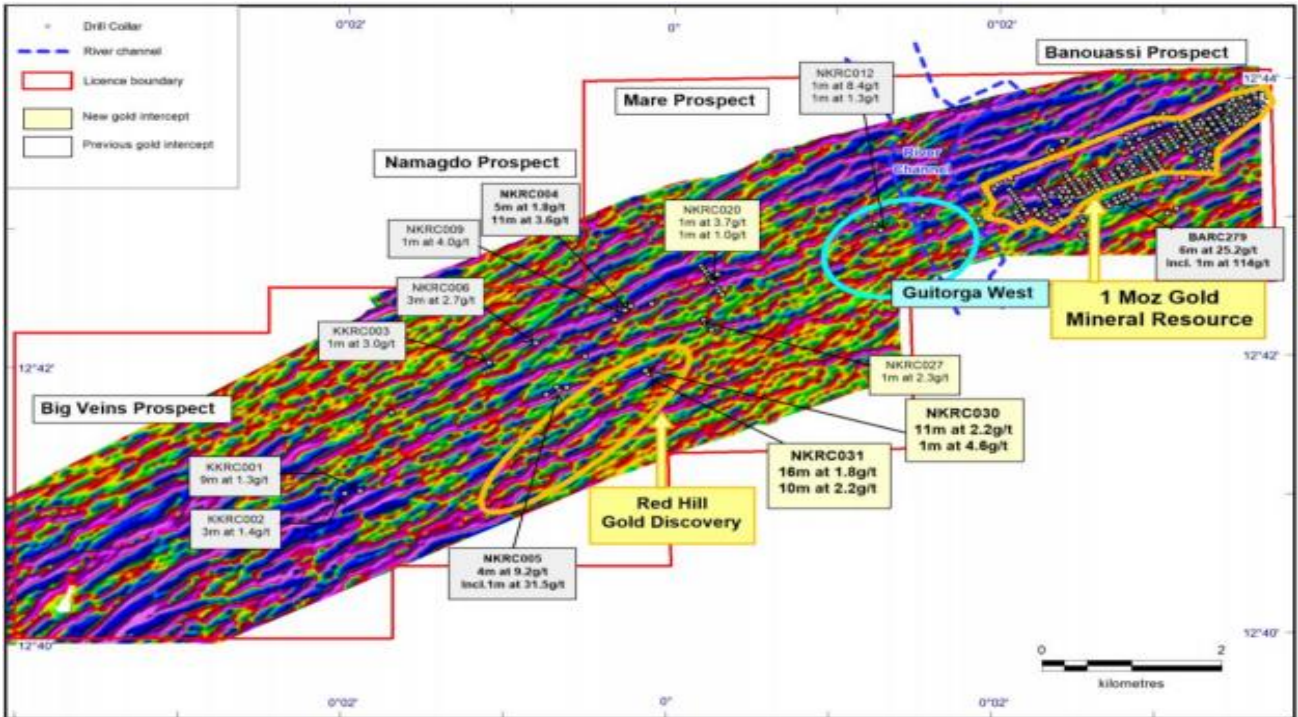 Drill Collar
River channel
Licence boundary
New gold intercept
Previous gold intercept
0°02'
0°
0°02'
Banouassi Prospect
12°44'
NKRC012
1m at 8.4g/t
1m at 1.3g/t
Mare Prospect
Namagdo Prospect
River
Channel
NKRC004
5m at 1.8g/t
11m at 3.6g/t
NKRC020
1m at 3.7g/t
1m at 1.0g/t
NKRC009
1m at 4.0g/t
BARC279
6m at 25.2g/t
Incl. 1m at 114g/t
NKRC006
3m at 2.7g/t
Guitorga West
1 Moz Gold
Mineral Resource
KKRC003
1m at 3.0g/t
12°42'
12°42'
NKRC027
1m at 2.3g/t
Big Veins Prospect
NKRC030
11m at 2.2g/t
1m at 4.6g/t
NKRC031
16m at 1.8g/t
10m at 2.2g/t
KKRC001
9m at 1.3g/t
Red Hill
Gold Discovery
KKRC002
3m at 1.4g/t
NKRC005
4m at 9.2g/t
Incl.1m at 31.5g/t
12°40'
12°40'
0
2
kilometres
0°02'
0°
0°02'